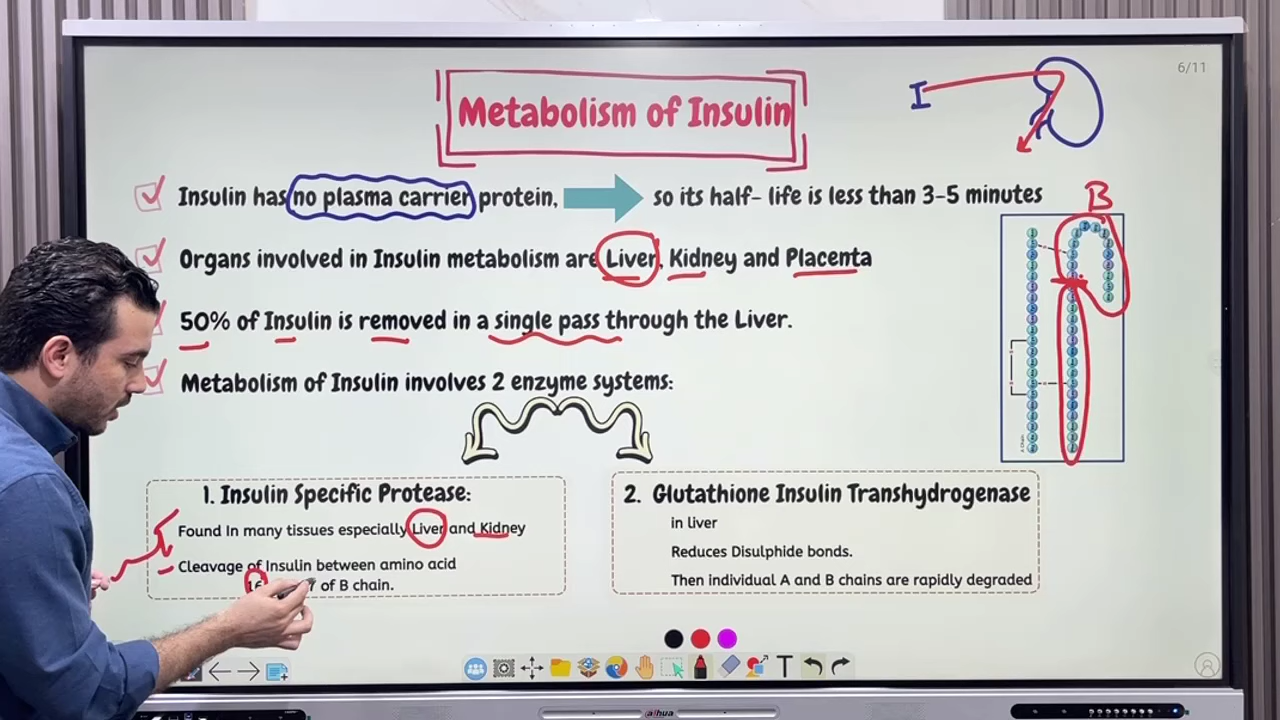 6/11
Metabolism of Insulin
I
Insulin has no plasma carrier protein, so its half- life is less than 3-5 minutes
B
Organs involved in Insulin metabolism are Liver, Kidney and Placenta
50% of Insulin is removed in a single pass through the Liver.
Metabolism of Insulin involves 2 enzyme systems:
1. Insulin Specific Protease:
Found In many tissues especially Liver and Kidney
Cleavage of Insulin between amino acid
of B chain.
2. Glutathione Insulin Transhydrogenase
in liver
Reduces Disulphide bonds.
Then individual A and B chains are rapidly degraded
T
alhua